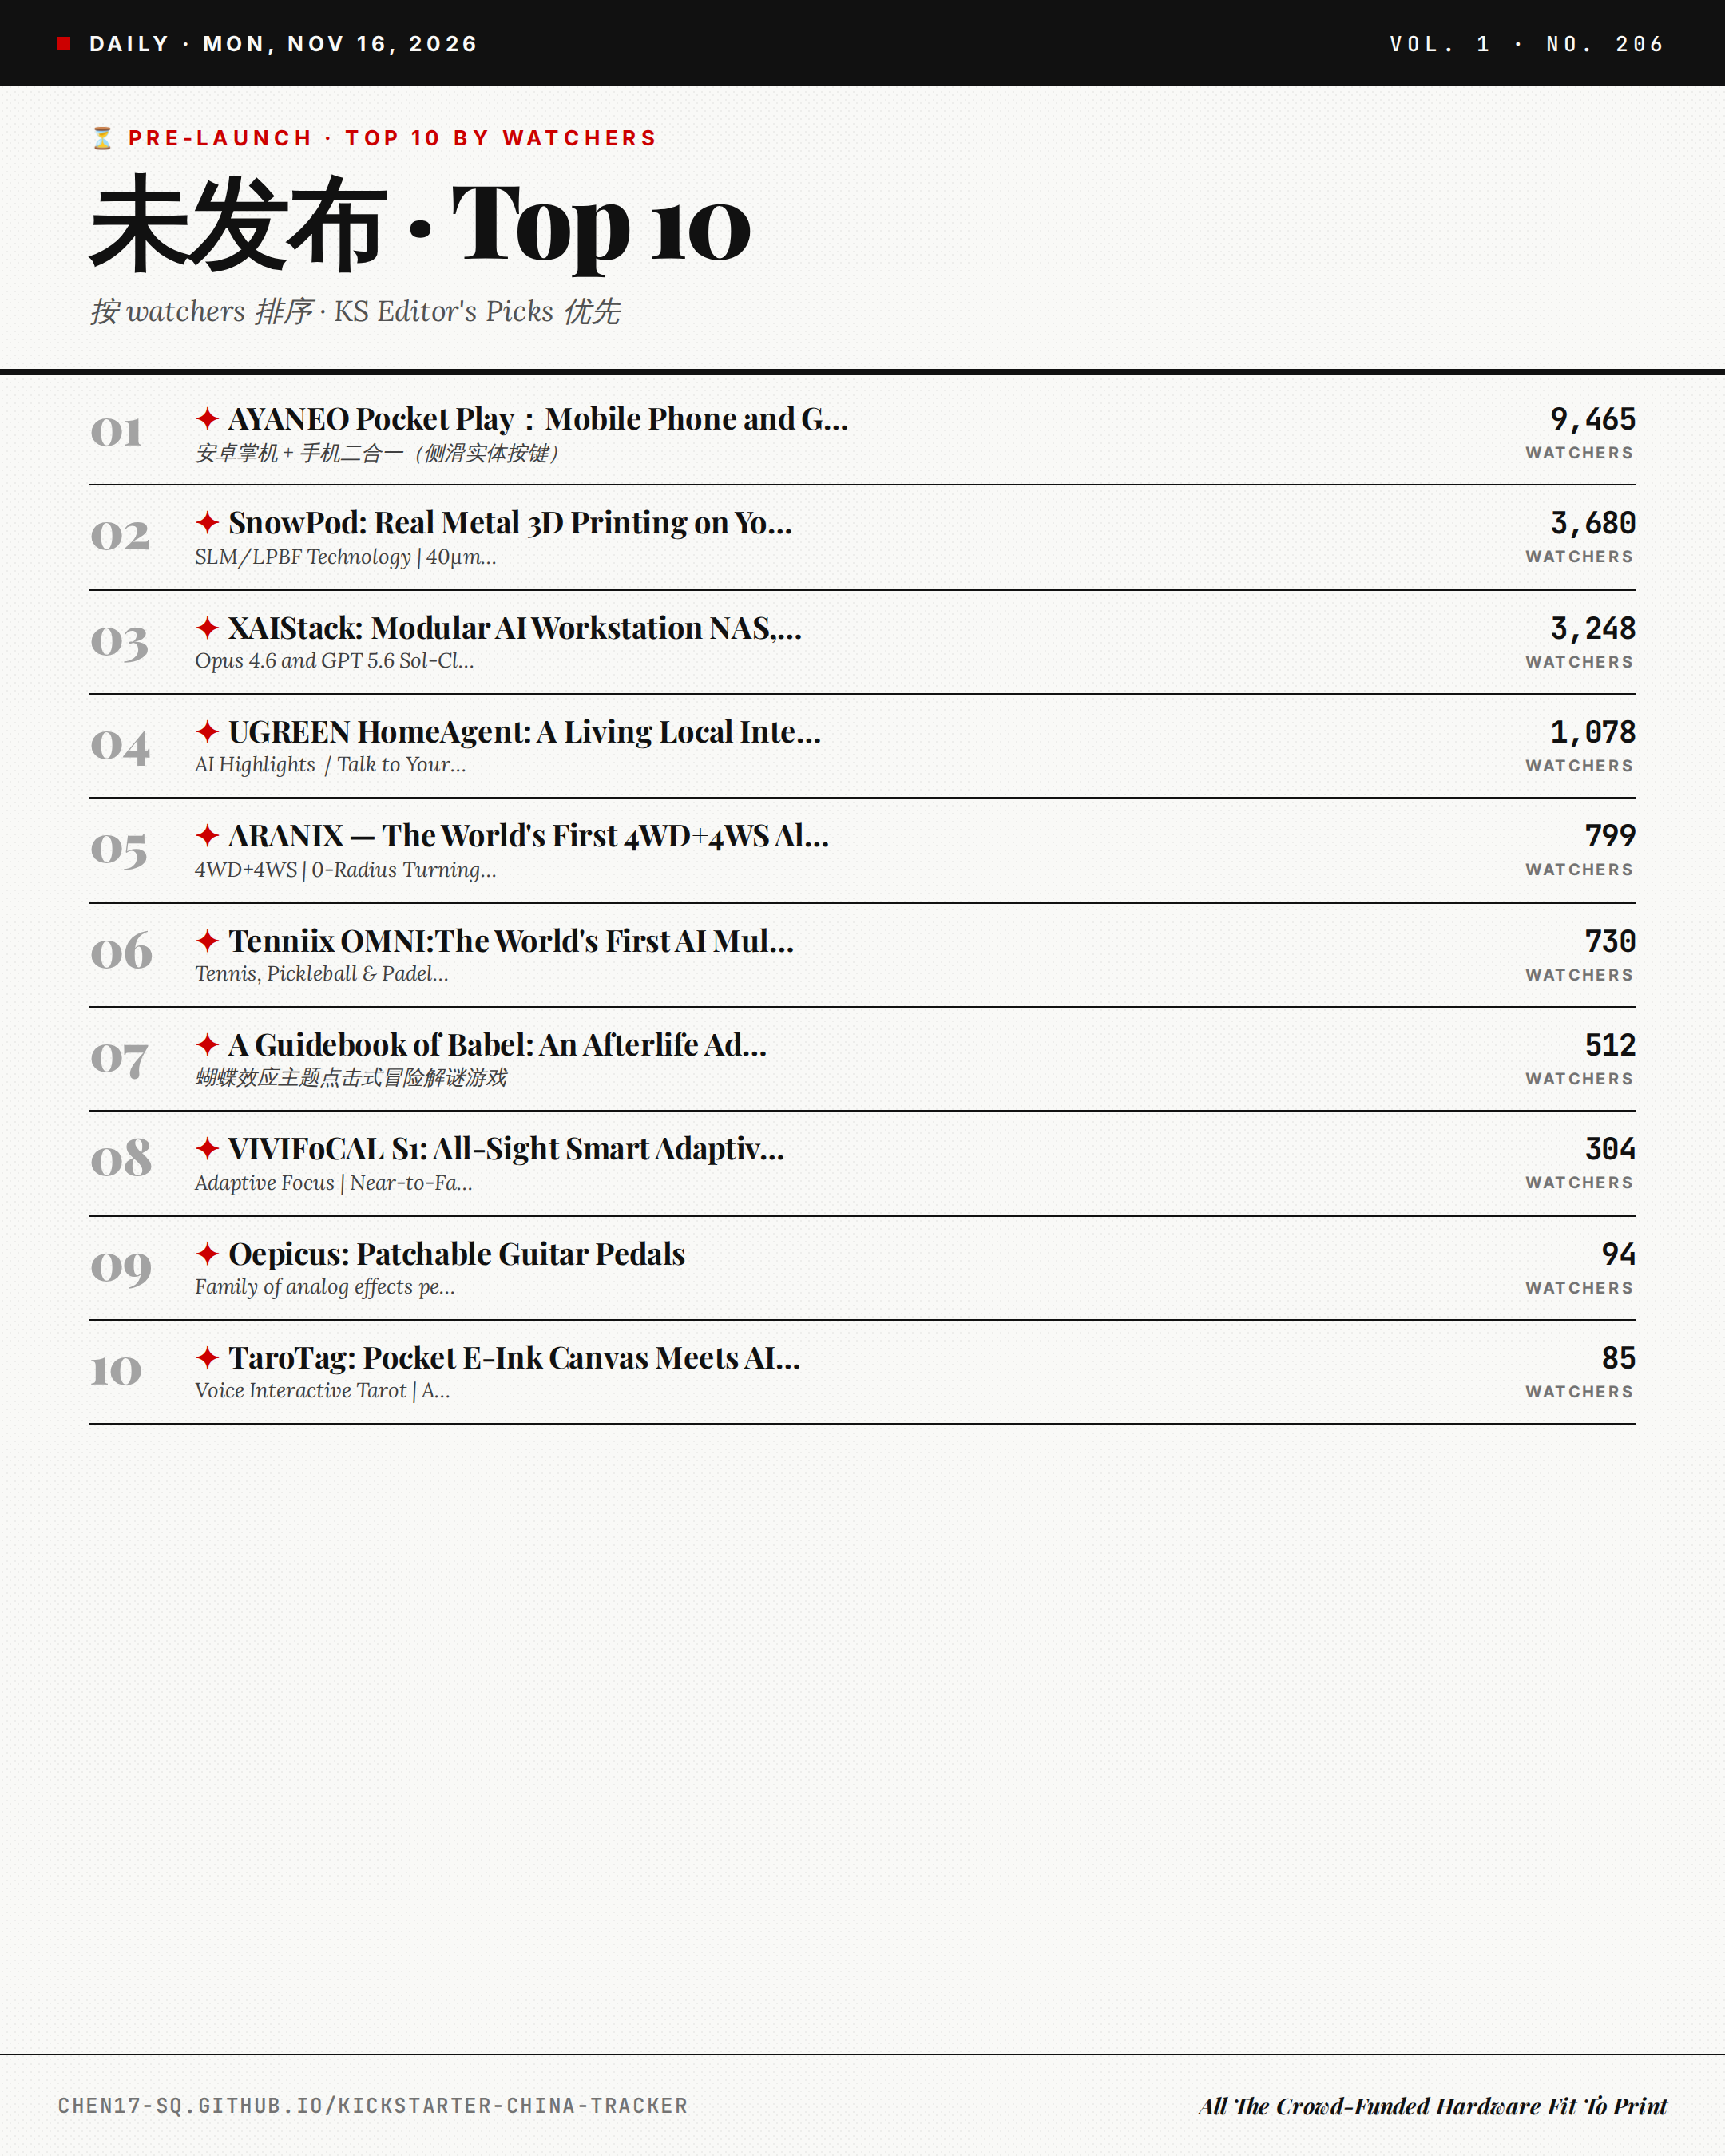 DAILY · MON, NOV 16, 2026
VOL. 1 · NO. 206
⏳ PRE-LAUNCH · TOP 10 BY WATCHERS
未发布 · Top 10
按 watchers 排序 · KS Editor's Picks 优先
01
✦ AYANEO Pocket Play：Mobile Phone and G...
9,465
安卓掌机 + 手机二合一（侧滑实体按键）
WATCHERS
02
✦ SnowPod: Real Metal 3D Printing on Yo...
3,680
SLM/LPBF Technology | 40μm...
WATCHERS
03
✦ XAIStack: Modular AI Workstation NAS,...
3,248
Opus 4.6 and GPT 5.6 Sol-Cl...
WATCHERS
04
✦ UGREEN HomeAgent: A Living Local Inte...
1,078
AI Highlights / Talk to Your...
WATCHERS
05
✦ ARANIX — The World's First 4WD+4WS Al...
799
4WD+4WS | 0-Radius Turning...
WATCHERS
06
✦ Tenniix OMNI:The World's First AI Mul...
730
Tennis, Pickleball & Padel...
WATCHERS
07
✦ A Guidebook of Babel: An Afterlife Ad...
512
蝴蝶效应主题点击式冒险解谜游戏
WATCHERS
08
✦ VIVIFoCAL S1: All-Sight Smart Adaptiv...
304
Adaptive Focus | Near-to-Fa...
WATCHERS
09
✦ Oepicus: Patchable Guitar Pedals
94
Family of analog effects pe...
WATCHERS
10
✦ TaroTag: Pocket E-Ink Canvas Meets AI...
85
Voice Interactive Tarot | A...
WATCHERS
CHEN17-SQ.GITHUB.IO/KICKSTARTER-CHINA-TRACKER
All The Crowd-Funded Hardware Fit To Print